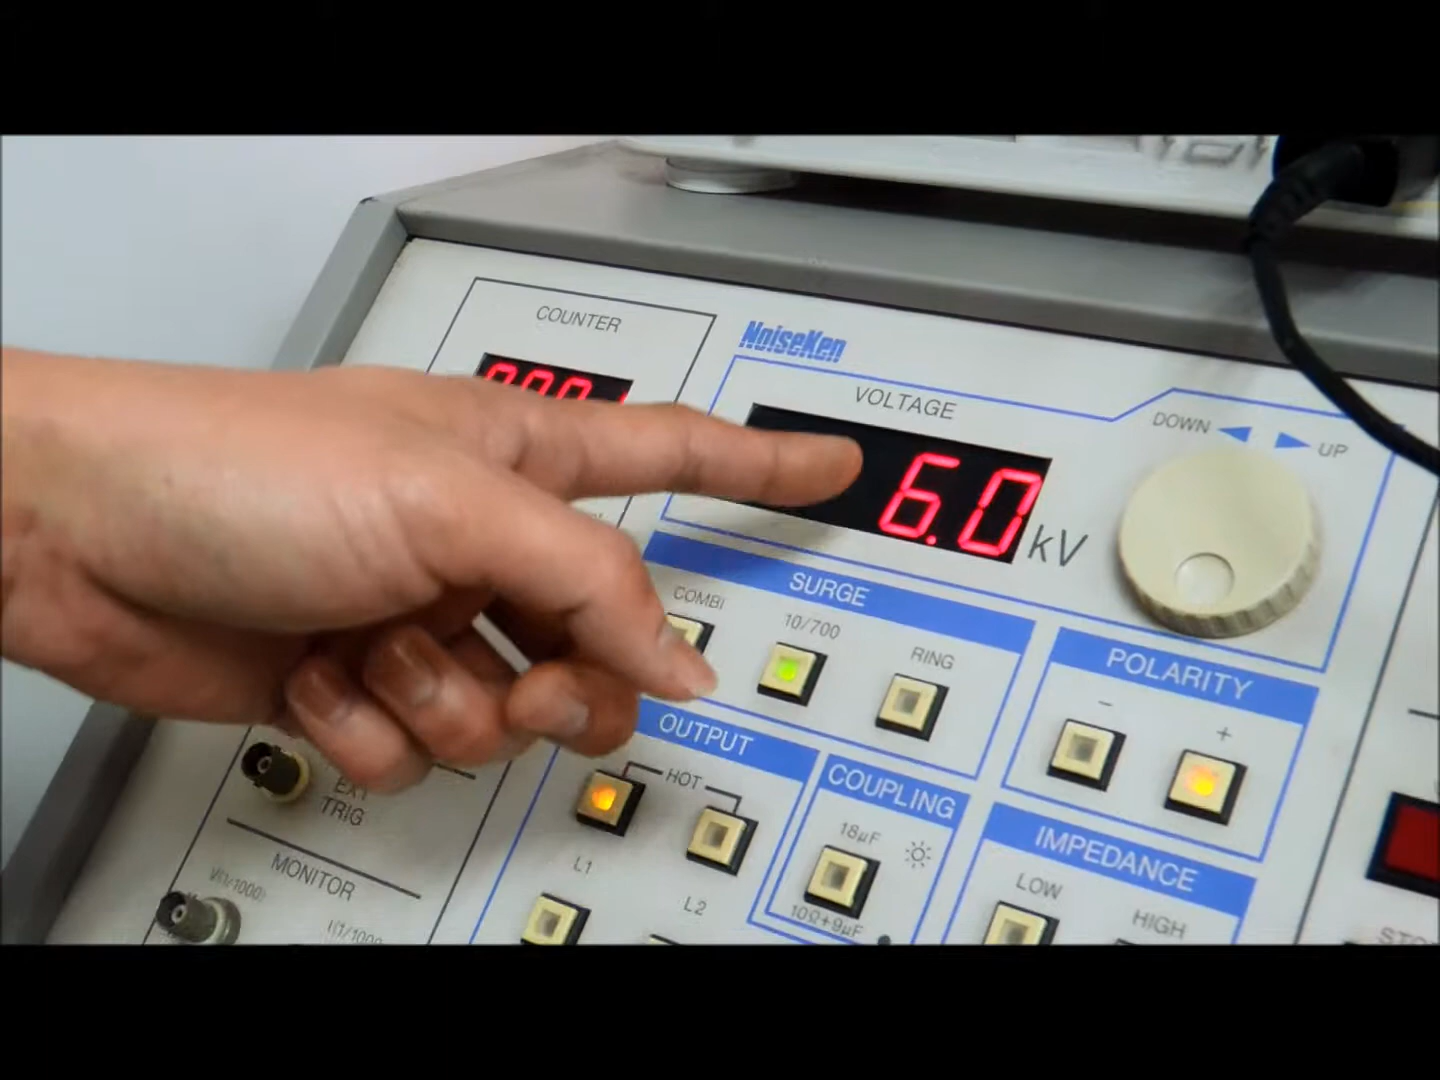 COUNTER
NoiseKen
VOLTAGE
DOWN
UP
6.0 kV
SURGE
COMBI
10/700
RING
POLARITY
-
+
OUTPUT
HOT
L1
L2
COUPLING
18µF
10Ω+9µF
IMPEDANCE
LOW
HIGH
EXT
TRIG
MONITOR
V(1/1000)
I(1/1000